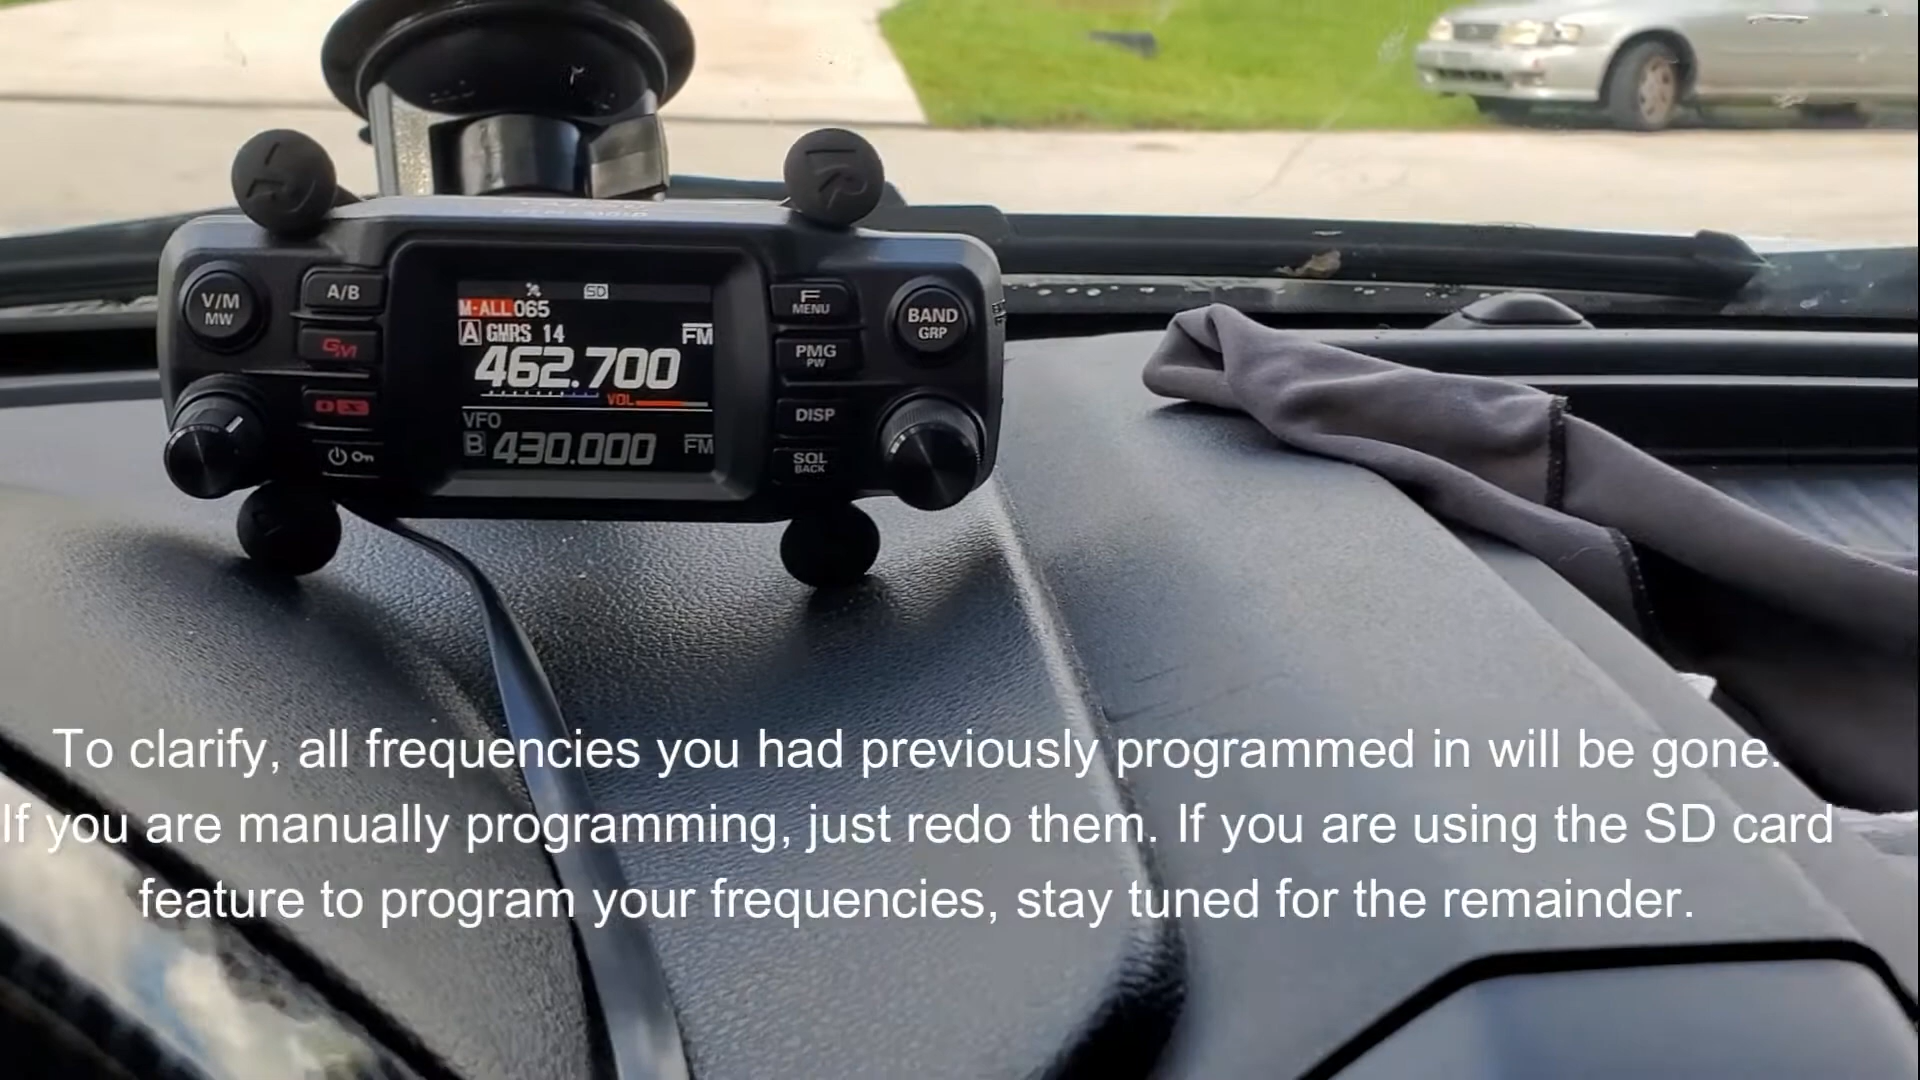 V/M
MW
A/B
GM
SD
M-ALL 065
A GMRS 14 FM
462.700
VOL
VFO
B 430.000 FM
F
MENU
BAND
GRP
PMG
PW
DISP
SQL
BACK
To clarify, all frequencies you had previously programmed in will be gone.
If you are manually programming, just redo them. If you are using the SD card
feature to program your frequencies, stay tuned for the remainder.